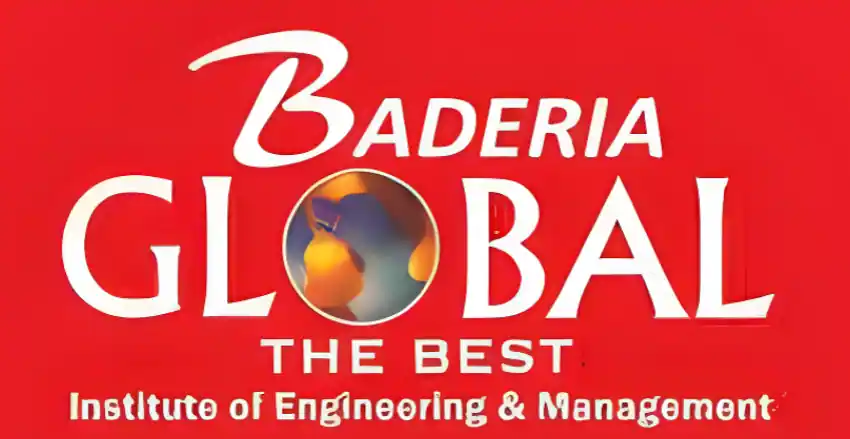 BADERIA
GLOBAL
THE BEST
Institute of Engineering & Management